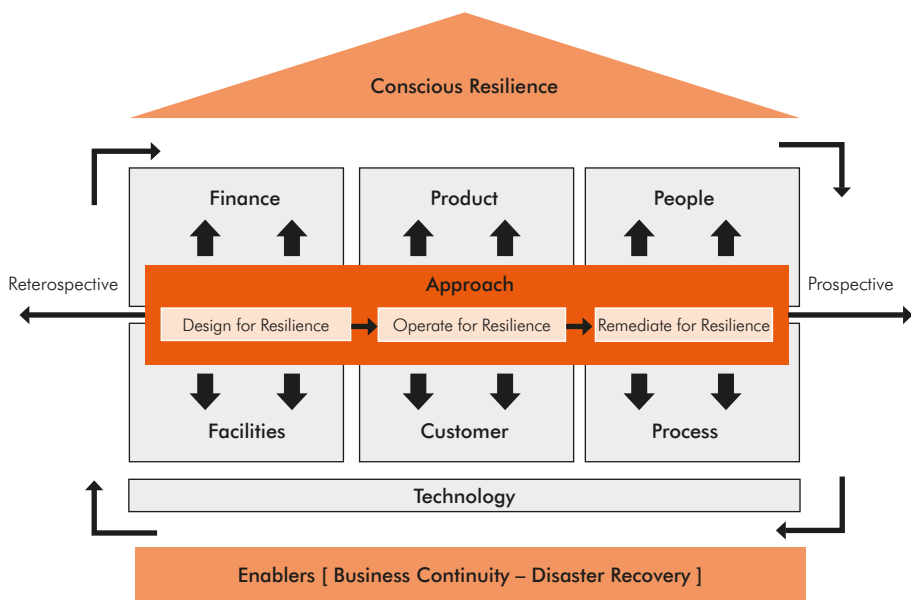 Conscious Resilience
Finance
Product
People
Reterospective
Approach
Prospective
Design for Resilience
Operate for Resilience
Remediate for Resilience
Facilities
Customer
Process
Technology
Enablers [ Business Continuity – Disaster Recovery ]